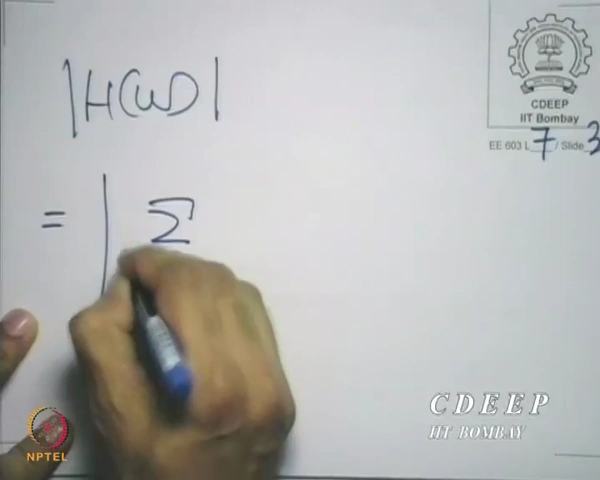 |H(ω)|
= | Σ
CDEEP
IIT Bombay
EE 603 L 7 / Slide 3
CDEEP
IIT BOMBAY
NPTEL